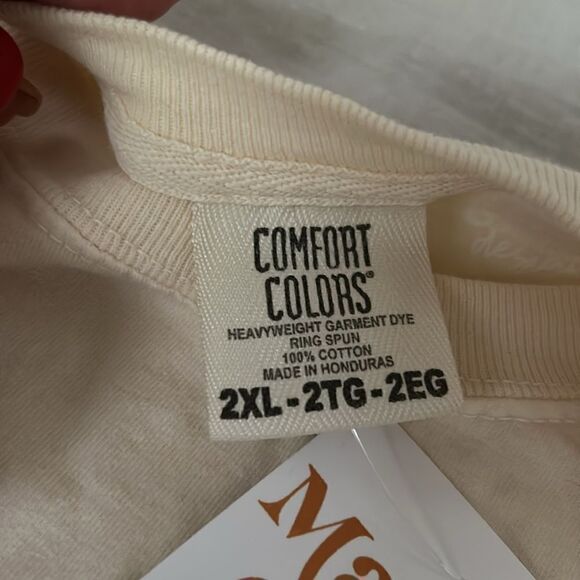 COMFORT
COLORS®
HEAVYWEIGHT GARMENT DYE
RING SPUN
100% COTTON
MADE IN HONDURAS
2XL-2TG-2EG